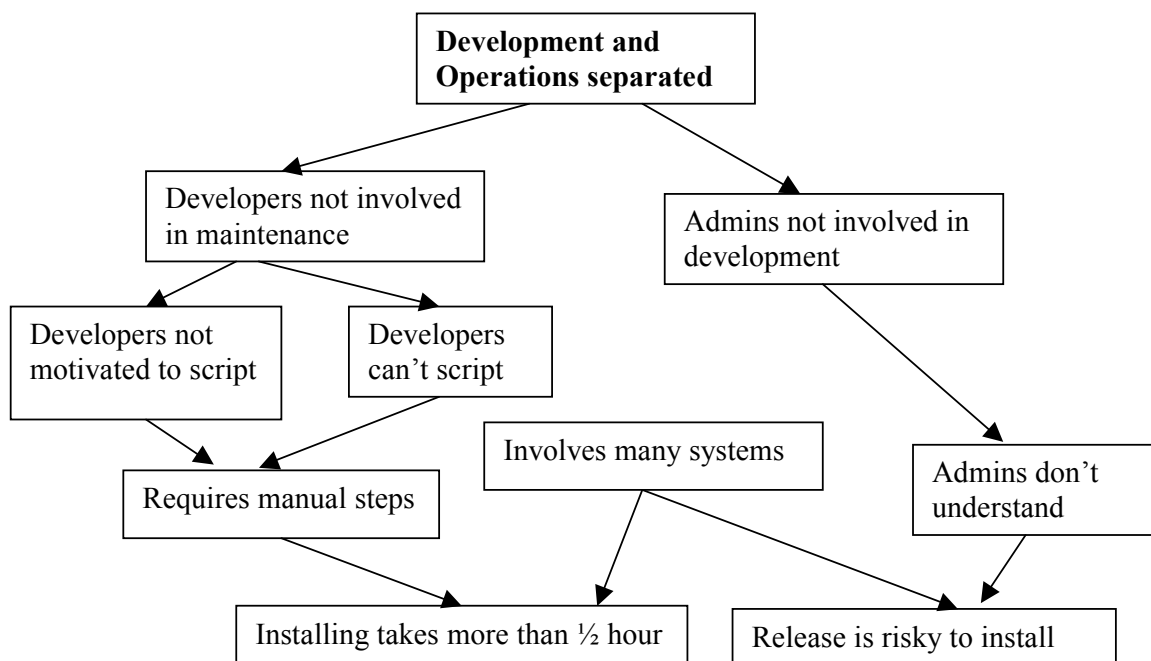 Development and
Operations separated
Developers not involved
in maintenance
Admins not involved in
development
Developers not
motivated to script
Developers
can’t script
Involves many systems
Requires manual steps
Admins don’t
understand
Installing takes more than ½ hour
Release is risky to install